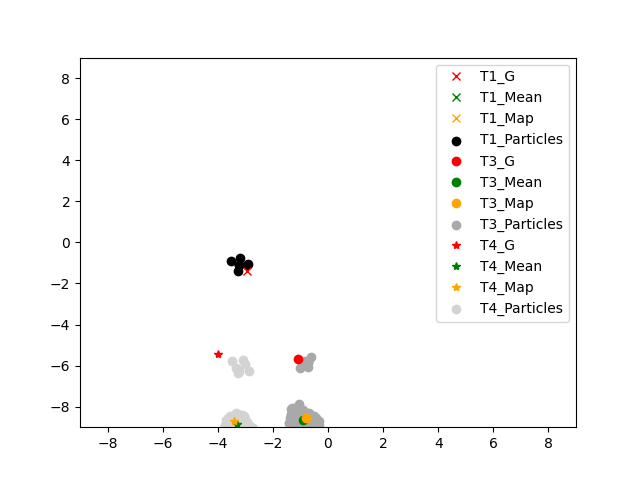 8
6
4
2
0
−2
−4
−6
−8
−8 −6 −4 −2 0 2 4 6 8
T1_G
T1_Mean
T1_Map
T1_Particles
T3_G
T3_Mean
T3_Map
T3_Particles
T4_G
T4_Mean
T4_Map
T4_Particles